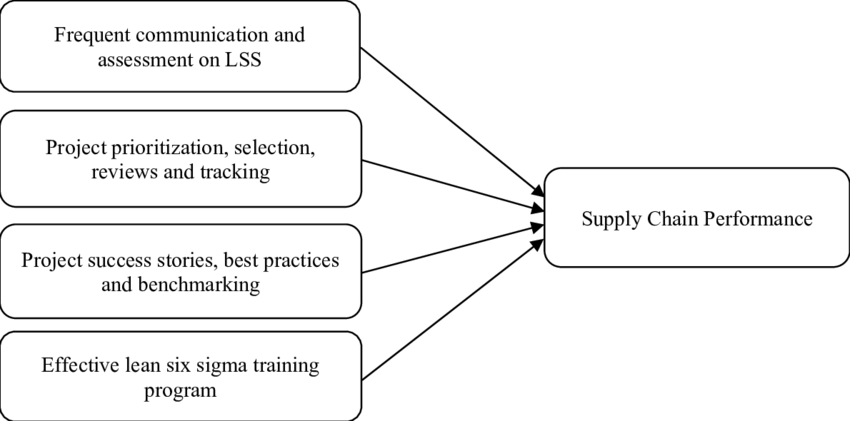 Frequent communication and
assessment on LSS
Project prioritization, selection,
reviews and tracking
Project success stories, best practices
and benchmarking
Effective lean six sigma training
program
Supply Chain Performance